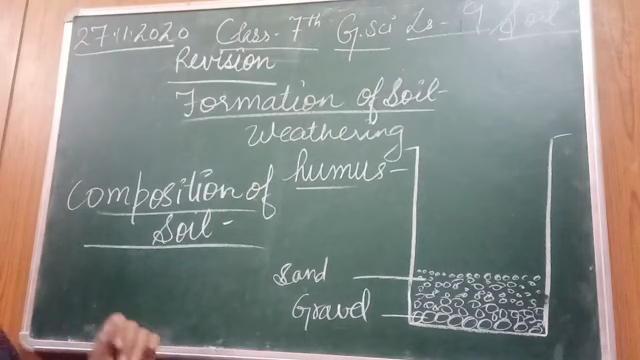 27.11.2020 Class- 7th G.sci Ls- 9 Soil
Revision
Formation of Soil-
Weathering
humus-
Composition of
Soil-
Sand
Gravel